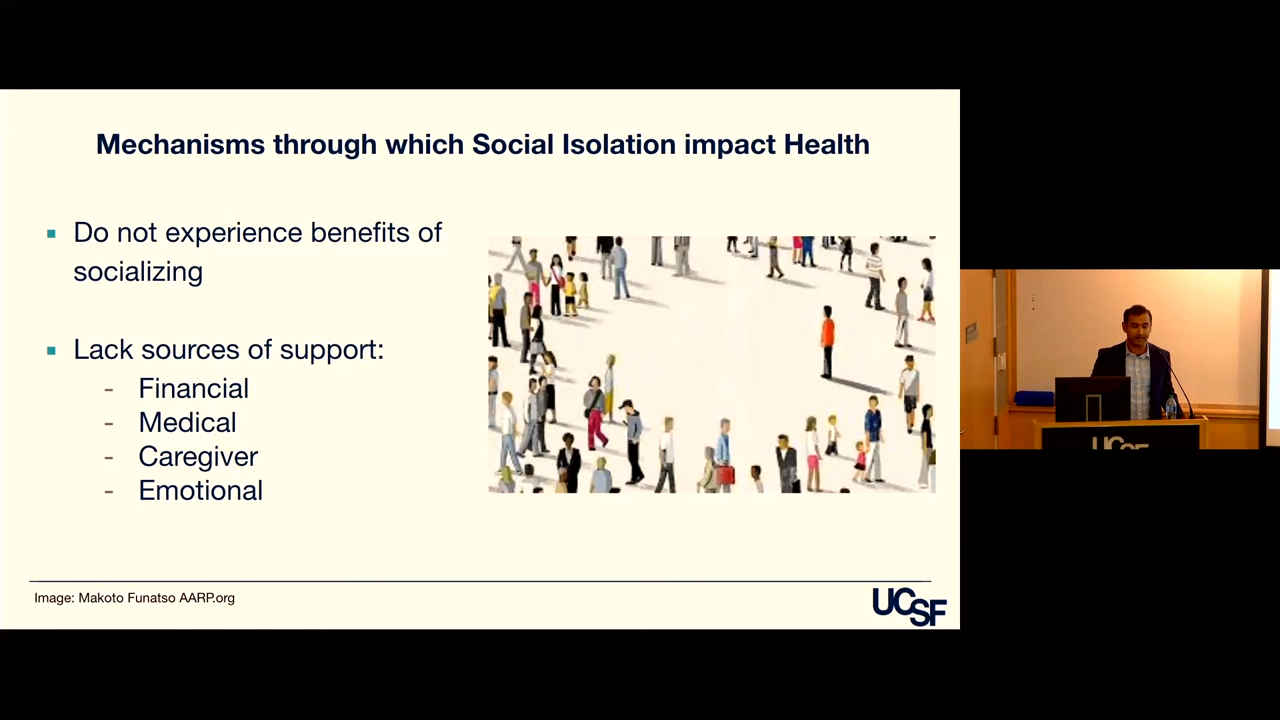 Mechanisms through which Social Isolation impact Health
▪ Do not experience benefits of
socializing
▪ Lack sources of support:
- Financial
- Medical
- Caregiver
- Emotional
Image: Makoto Funatso AARP.org
UCSF
UCSF